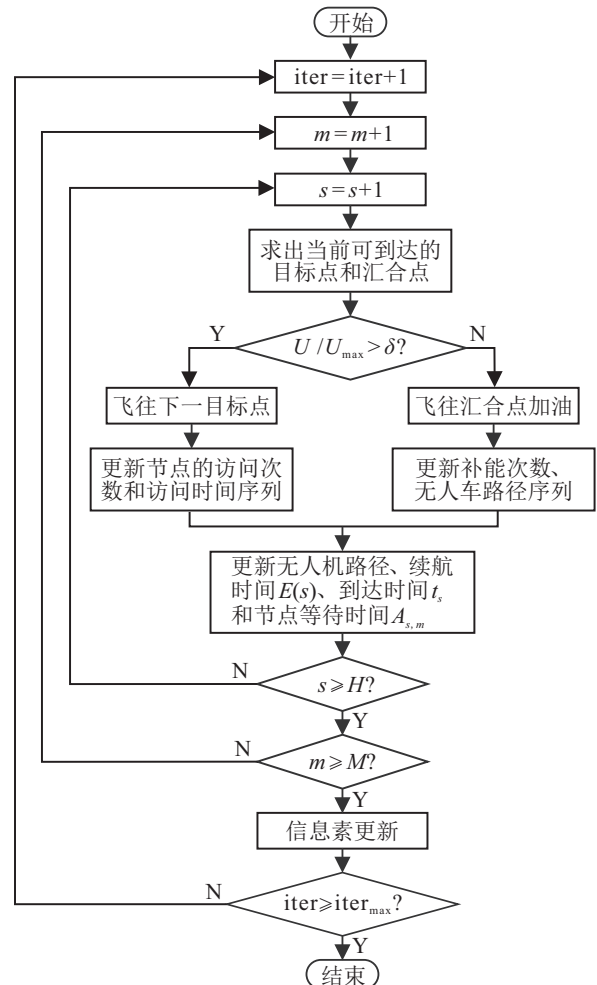 开始
iter=iter+1
m=m+1
s=s+1
求出当前可到达的
目标点和汇合点
Y
U/U_max>δ?
N
飞往下一目标点
飞往汇合点加油
更新节点的访问次
数和访问时间序列
更新补能次数、
无人车路径序列
更新无人机路径、续航
时间E(s)、到达时间t_s
和节点等待时间A_s,m
N
s⩾H?
Y
N
m⩾M?
Y
信息素更新
N
iter⩾iter_max?
Y
结束